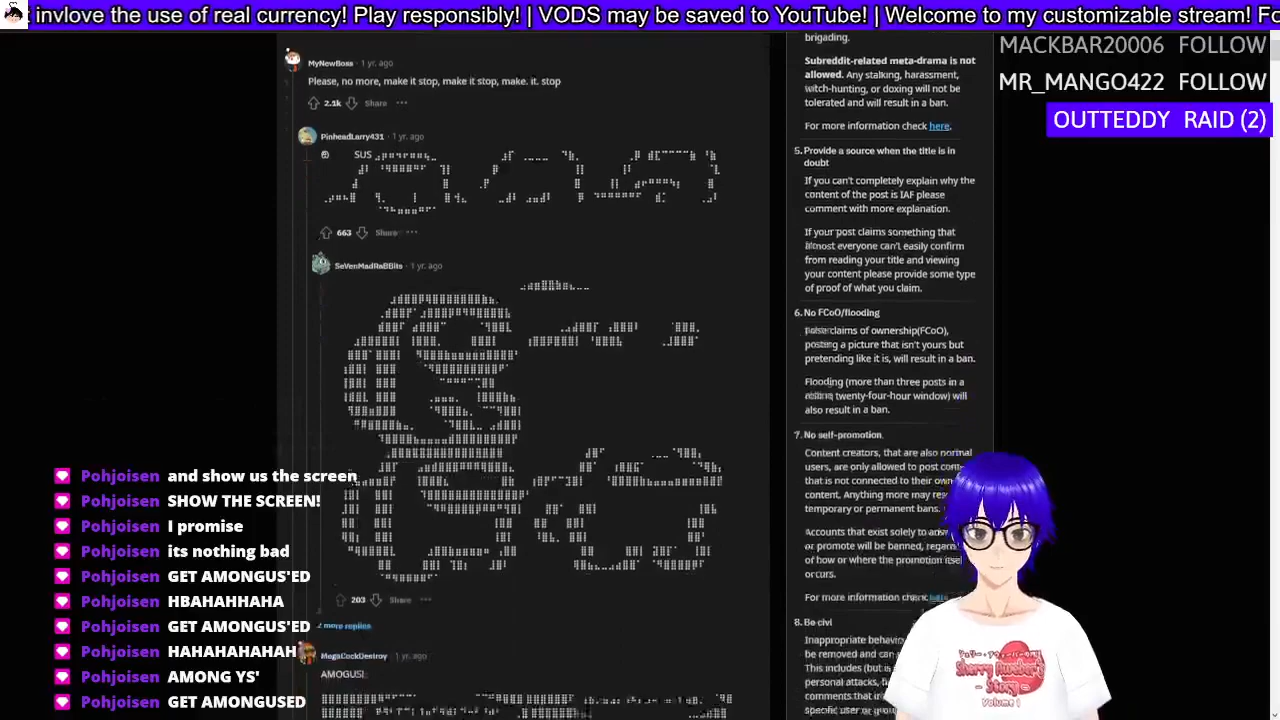 invlove the use of real currency! Play responsibly! | VODS may be saved to YouTube! | Welcome to my customizable stream! Fo
MACKBAR20006 FOLLOW
MR_MANGO422 FOLLOW
OUTTEDDY RAID (2)
MyNewBoss · 1 yr. ago
Please, no more, make it stop, make it stop, make. it. stop
2.1k Share
PinheadLarry431 · 1 yr. ago
SUS
663 Share
SeVenMadRaBBits · 1 yr. ago
203 Share
more replies
MegaCockDestroy 1 yr. ago
AMOGUS!
brigading.
Subreddit-related meta-drama is not
allowed. Any stalking, harassment,
witch-hunting, or doxing will not be
tolerated and will result in a ban.
For more information check here.
5. Provide a source when the title is in
doubt
If you can't completely explain why the
content of the post is IAF please
comment with more explanation.
If your post claims something that
almost everyone can't easily confirm
from reading your title and viewing
your content please provide some type
of proof of what you claim.
6. No FCoO/flooding
claims of ownership(FCoO),
posting a picture that isn't yours but
pretending like it is, will result in a ban.
Flooding (more than three posts in a
twenty-four-hour window) will
also result in a ban.
7. No self-promotion
Content creators, that are also normal
users, are only allowed to post
that is not connected to their
content. Anything more may
temporary or permanent bans.
Accounts that exist solely to
or promote will be banned,
of how or where the promotion
occurs.
For more information
8. Be civi
Inappropriate
be removed and
This includes (but is
personal attacks,
comments that
specific user or
Pohjoisen and show us the screen
Pohjoisen SHOW THE SCREEN!
Pohjoisen I promise
Pohjoisen its nothing bad
Pohjoisen GET AMONGUS'ED
Pohjoisen HBAHAHHAHA
Pohjoisen GET AMONGUS'ED
Pohjoisen HAHAHAHAHAH
Pohjoisen AMONG YS'
Pohjoisen GET AMONGUSED
Sherry Awebart's
Story
Volume 1